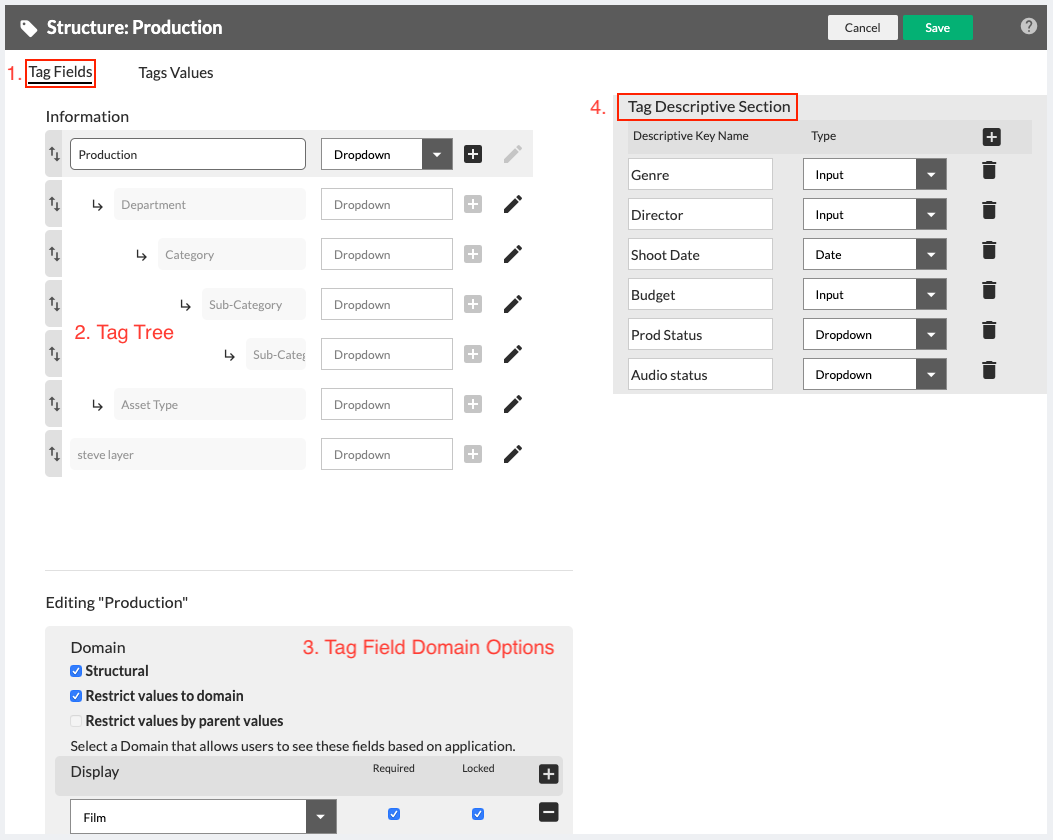 Structure: Production
Cancel
Save
?
1. Tag Fields
Tags Values
Information
Production
Dropdown
Department
Dropdown
Category
Dropdown
Sub-Category
Dropdown
2. Tag Tree
Sub-Categ
Dropdown
Asset Type
Dropdown
steve layer
Dropdown
4. Tag Descriptive Section
Descriptive Key Name
Type
Genre
Input
Director
Input
Shoot Date
Date
Budget
Input
Prod Status
Dropdown
Audio status
Dropdown
Editing "Production"
3. Tag Field Domain Options
Domain
Structural
Restrict values to domain
Restrict values by parent values
Select a Domain that allows users to see these fields based on application.
Display
Required
Locked
Film